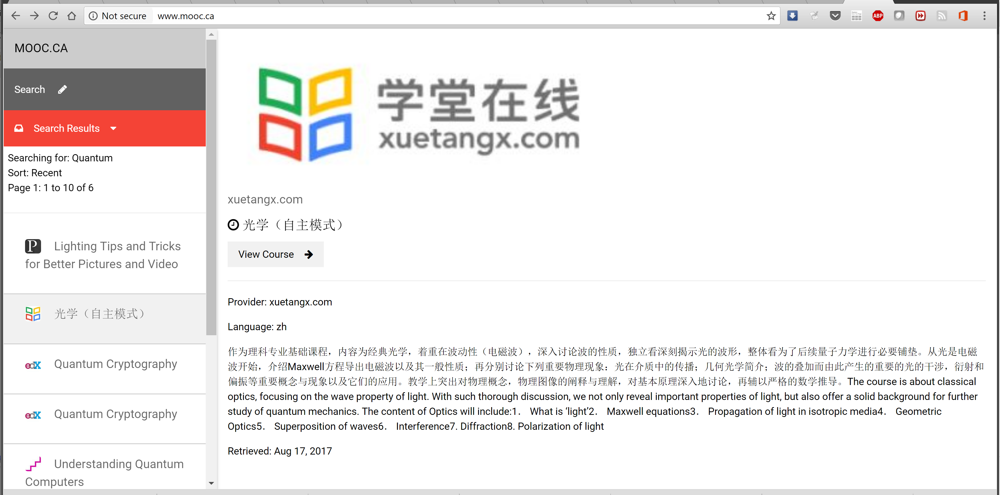 Not secure www.mooc.ca
ABP
MOOC.CA
Search
Search Results
Searching for: Quantum
Sort: Recent
Page 1: 1 to 10 of 6
P Lighting Tips and Tricks
for Better Pictures and Video
光学（自主模式）
edX Quantum Cryptography
edX Quantum Cryptography
Understanding Quantum
Computers
学堂在线
xuetangx.com
xuetangx.com
光学（自主模式）
View Course
Provider: xuetangx.com
Language: zh
作为理科专业基础课程，内容为经典光学，着重在波动性（电磁波），深入讨论波的性质，独立看深刻揭示光的波形，整体看为了后续量子力学进行必要铺垫。从光是电磁
波开始，介绍Maxwell方程导出电磁波以及其一般性质；再分别讨论下列重要物理现象：光在介质中的传播；几何光学简介；波的叠加而由此产生的重要的光的干涉，衍射和
偏振等重要概念与现象以及它们的应用。教学上突出对物理概念，物理图像的阐释与理解，对基本原理深入地讨论，再辅以严格的数学推导。The course is about classical
optics, focusing on the wave property of light. With such thorough discussion, we not only reveal important properties of light, but also offer a solid background for further
study of quantum mechanics. The content of Optics will include:1． What is ‘light’2． Maxwell equations3． Propagation of light in isotropic media4． Geometric
Optics5． Superposition of waves6． Interference7. Diffraction8. Polarization of light
Retrieved: Aug 17, 2017